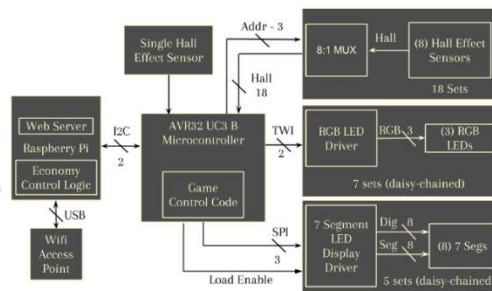 Single Hall
Effect Sensor
Addr - 3
Hall
18
8:1 MUX
Hall
(8) Hall Effect
Sensors
18 Sets
Web Server
Raspberry Pi
Economy
Control Logic
I2C
2
AVR32 UC3 B
Microcontroller
Game
Control Code
TWI
2
RGB LED
Driver
RGB 3
(3) RGB
LEDs
7 sets (daisy-chained)
USB
Wifi
Access
Point
SPI
3
Load Enable
7 Segment
LED
Display
Driver
Dig 8
Seg 8
(8) 7 Segs
5 sets (daisy-chained)